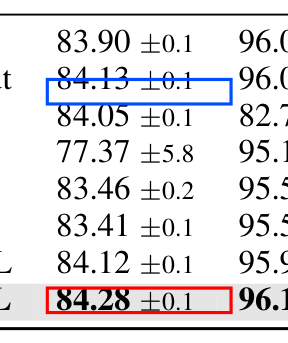 83.90 ±0.1 96.0
t 84.13 ±0.1 96.0
84.05 ±0.1 82.7
77.37 ±5.8 95.1
83.46 ±0.2 95.5
83.41 ±0.1 95.5
L 84.12 ±0.1 95.9
L 84.28 ±0.1 96.1